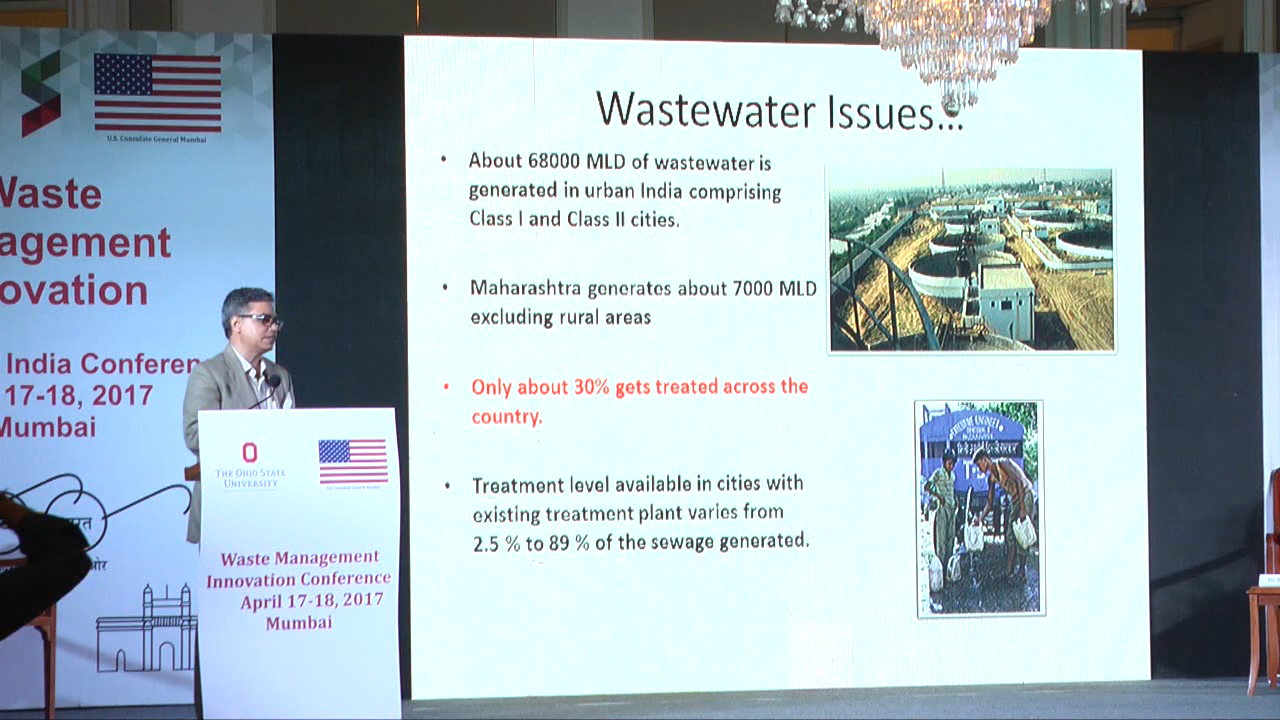 U.S. Consulate General Mumbai
Waste
agement
ovation
India Conferen
17-18, 2017
Mumbai
रत
ओर
THE OHIO STATE
UNIVERSITY
Waste Management
Innovation Conference
April 17-18, 2017
Mumbai
Wastewater Issues...
• About 68000 MLD of wastewater is
generated in urban India comprising
Class I and Class II cities.
• Maharashtra generates about 7000 MLD
excluding rural areas
• Only about 30% gets treated across the
country.
• Treatment level available in cities with
existing treatment plant varies from
2.5 % to 89 % of the sewage generated.